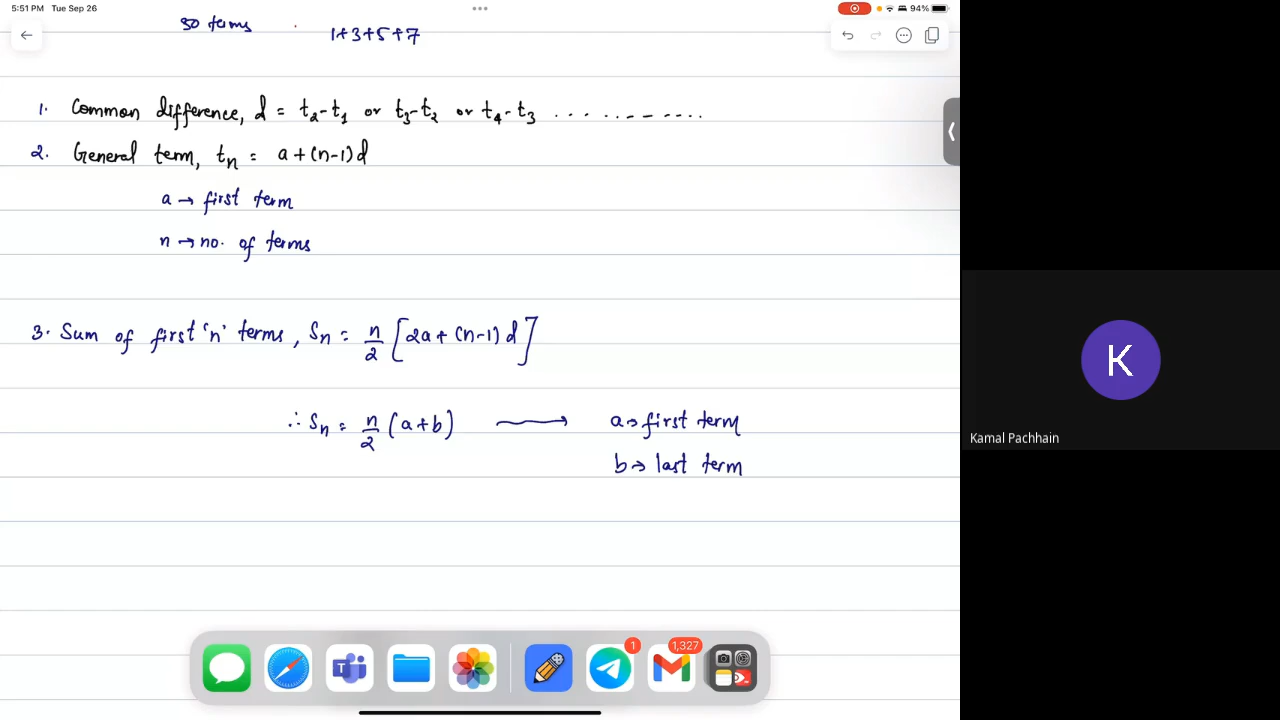 5:51 PM Tue Sep 26
94%
50 terms 1+3+5+7
1. Common difference, d = t₂-t₁ or t₃-t₂ or t₄-t₃ ............
2. General term, tₙ = a+(n-1)d
a → first term
n → no. of terms
3. Sum of first 'n' terms, Sₙ = n/2 [2a+(n-1)d]
∴ Sₙ = n/2 (a+b) → a → first term
b → last term
K
Kamal Pachhain
1
1,327